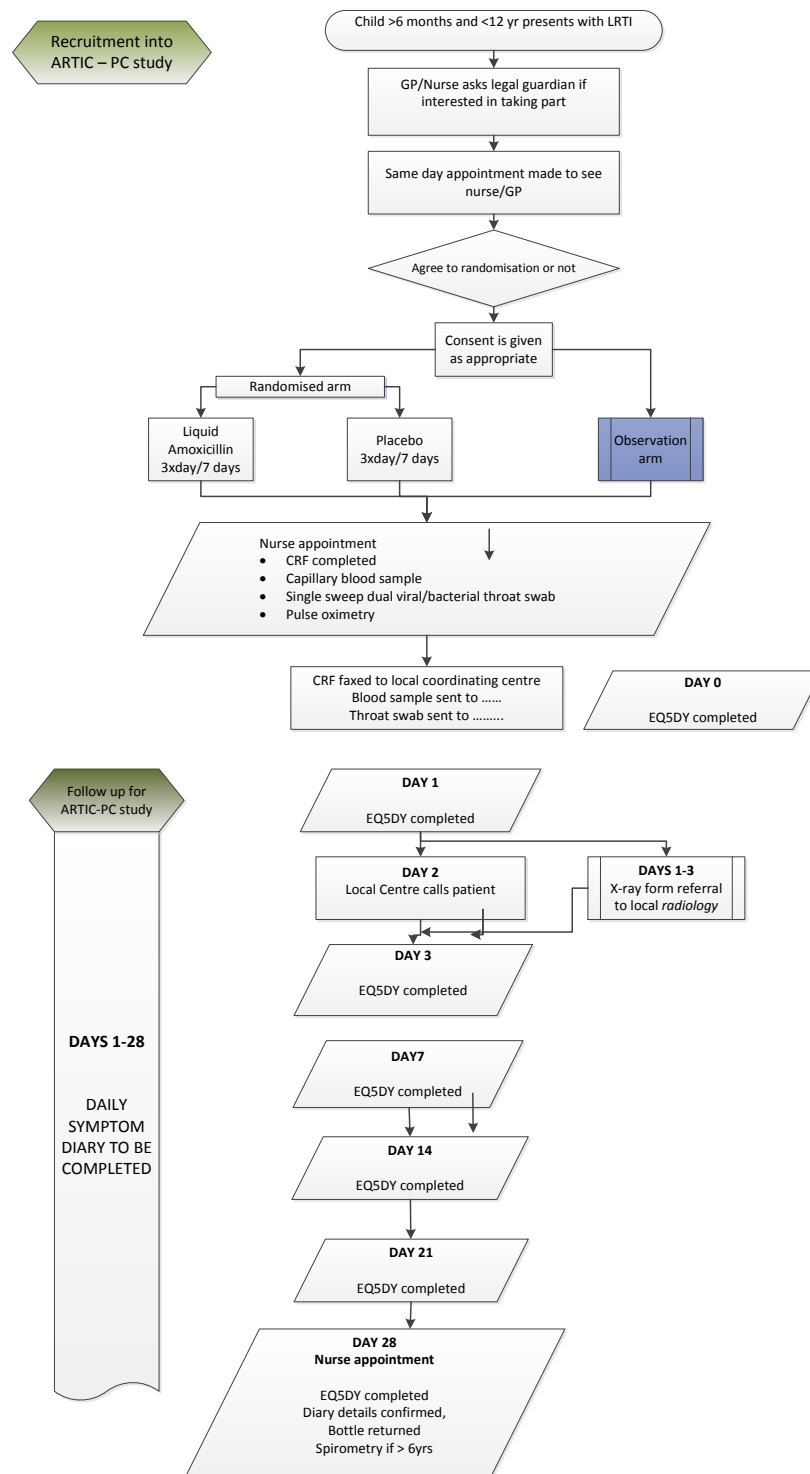 Recruitment into
ARTIC – PC study
Child >6 months and <12 yr presents with LRTI
GP/Nurse asks legal guardian if
interested in taking part
Same day appointment made to see
nurse/GP
Agree to randomisation or not
Consent is given
as appropriate
Randomised arm
Liquid
Amoxicillin
3xday/7 days
Placebo
3xday/7 days
Observation
arm
Nurse appointment
• CRF completed
• Capillary blood sample
• Single sweep dual viral/bacterial throat swab
• Pulse oximetry
CRF faxed to local coordinating centre
Blood sample sent to ……
Throat swab sent to ……...
DAY 0
EQ5DY completed
Follow up for
ARTIC-PC study
DAY 1
EQ5DY completed
DAY 2
Local Centre calls patient
DAYS 1-3
X-ray form referral
to local radiology
DAY 3
EQ5DY completed
DAYS 1-28
DAILY
SYMPTOM
DIARY TO BE
COMPLETED
DAY7
EQ5DY completed
DAY 14
EQ5DY completed
DAY 21
EQ5DY completed
DAY 28
Nurse appointment
EQ5DY completed
Diary details confirmed,
Bottle returned
Spirometry if > 6yrs